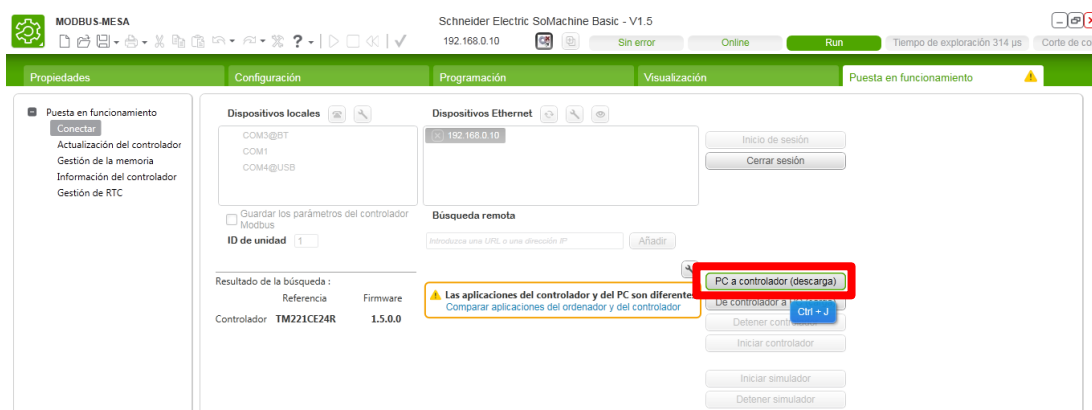 MODBUS-MESA
Schneider Electric SoMachine Basic - V1.5
192.168.0.10
Sin error
Online
Run
Tiempo de exploración 314 µs
Corte de co
Propiedades
Configuración
Programación
Visualización
Puesta en funcionamiento
Puesta en funcionamiento
Conectar
Actualización del controlador
Gestión de la memoria
Información del controlador
Gestión de RTC
Dispositivos locales
COM3@BT
COM1
COM4@USB
Guardar los parámetros del controlador
Modbus
ID de unidad 1
Dispositivos Ethernet
192.168.0.10
Búsqueda remota
Introduzca una URL o una dirección IP
Añadir
Inicio de sesión
Cerrar sesión
Resultado de la búsqueda :
Referencia Firmware
Controlador TM221CE24R 1.5.0.0
Las aplicaciones del controlador y del PC son diferente
Comparar aplicaciones del ordenador y del controlador
PC a controlador (descarga)
De controlador a
Ctrl + J
Detener
Iniciar controlador
Iniciar simulador
Detener simulador